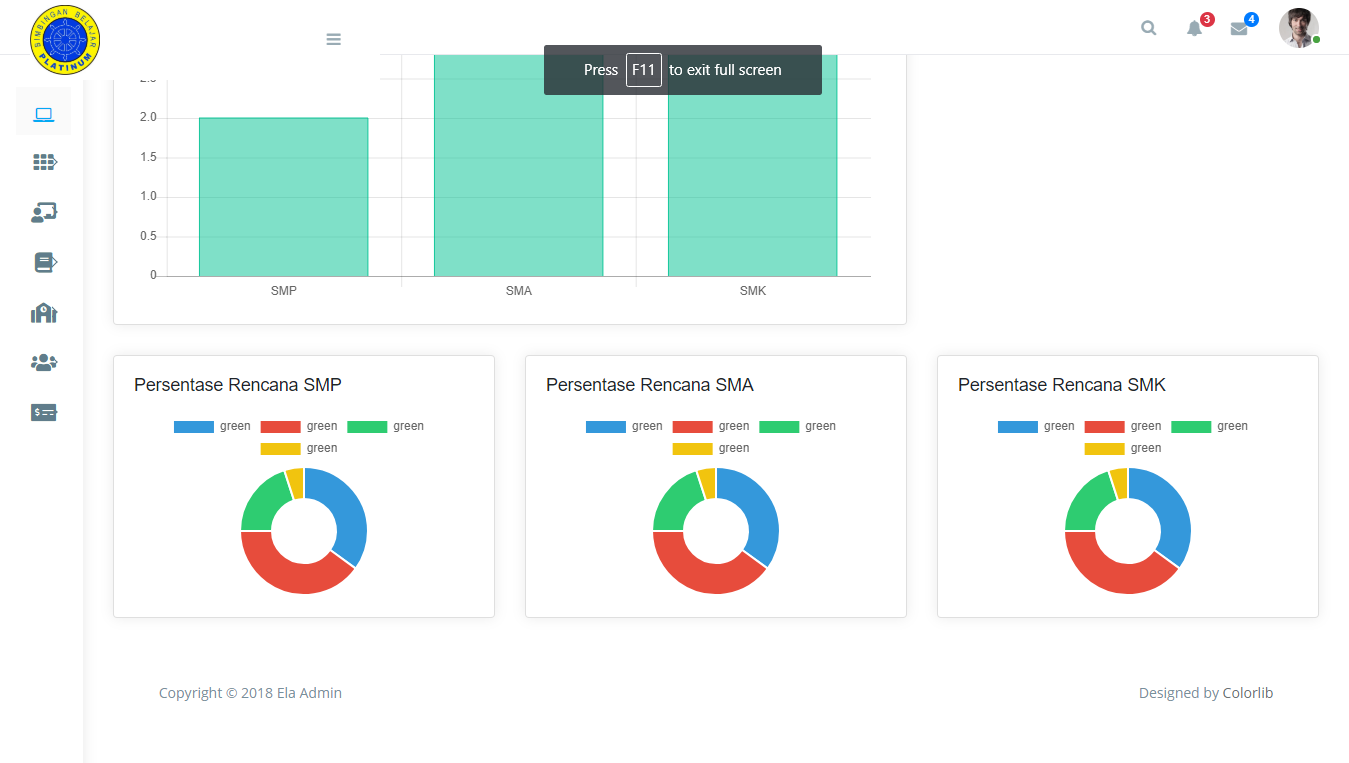 BIMBINGAN BELAJAR
PLATINUM
3
4
Press F11 to exit full screen
2.0
1.5
1.0
0.5
0
SMP SMA SMK
Persentase Rencana SMP
green green green
green
Persentase Rencana SMA
green green green
green
Persentase Rencana SMK
green green green
green
Copyright © 2018 Ela Admin
Designed by Colorlib